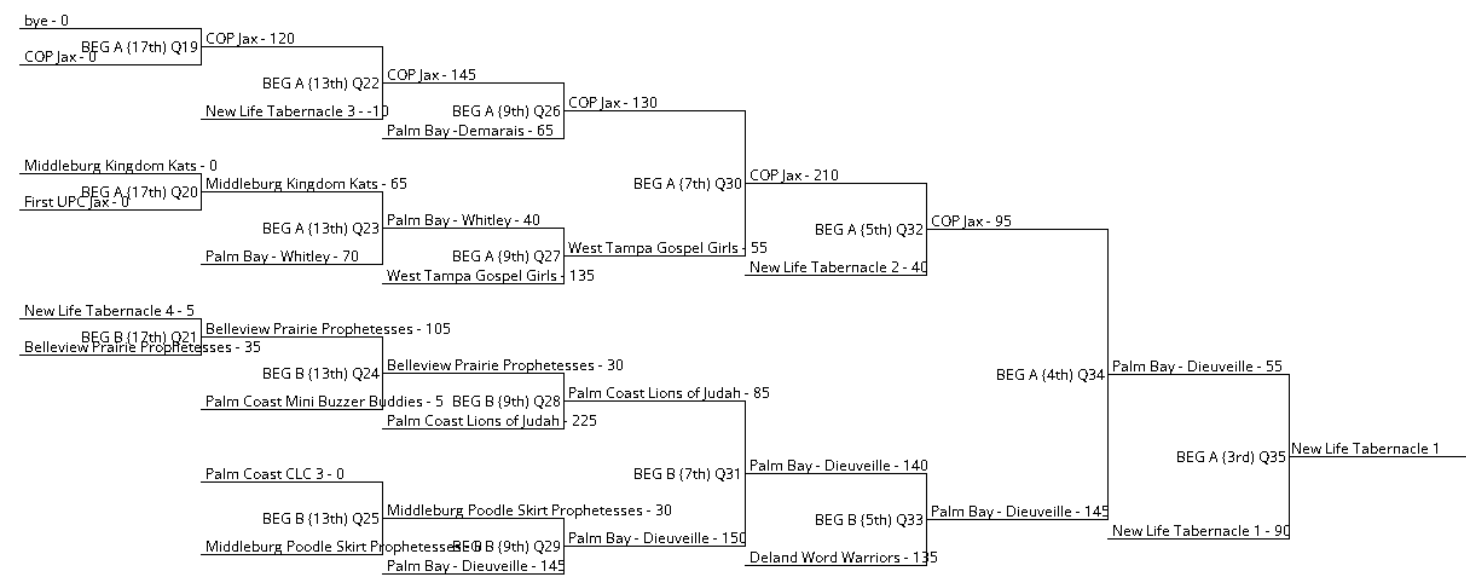 bye - 0
COP Jax - 120
BEG A (17th) Q19
COP Jax - 0
COP Jax - 145
BEG A (13th) Q22
COP Jax - 130
New Life Tabernacle 3 - -10
BEG A (9th) Q26
Palm Bay -Demarais - 65
Middleburg Kingdom Kats - 0
COP Jax - 210
BEG A (7th) Q30
Middleburg Kingdom Kats - 65
BEG A (17th) Q20
First UPC Jax - 0
Palm Bay - Whitley - 40
COP Jax - 95
BEG A (13th) Q23
BEG A (5th) Q32
West Tampa Gospel Girls - 55
Palm Bay - Whitley - 70
BEG A (9th) Q27
New Life Tabernacle 2 - 40
West Tampa Gospel Girls - 135
New Life Tabernacle 4 - 5
Belleview Prairie Prophetesses - 105
BEG B (17th) Q21
Belleview Prairie Prophetesses - 35
Belleview Prairie Prophetesses - 30
BEG B (13th) Q24
BEG A (4th) Q34
Palm Bay - Dieuveille - 55
Palm Coast Lions of Judah - 85
Palm Coast Mini Buzzer Buddies - 5
BEG B (9th) Q28
Palm Coast Lions of Judah - 225
New Life Tabernacle 1
BEG A (3rd) Q35
Palm Coast CLC 3 - 0
BEG B (7th) Q31
Palm Bay - Dieuveille - 140
Middleburg Poodle Skirt Prophetesses - 30
BEG B (13th) Q25
BEG B (5th) Q33
Palm Bay - Dieuveille - 145
New Life Tabernacle 1 - 90
Palm Bay - Dieuveille - 150
Middleburg Poodle Skirt Prophetesses
BEG B (9th) Q29
Deland Word Warriors - 135
Palm Bay - Dieuveille - 145